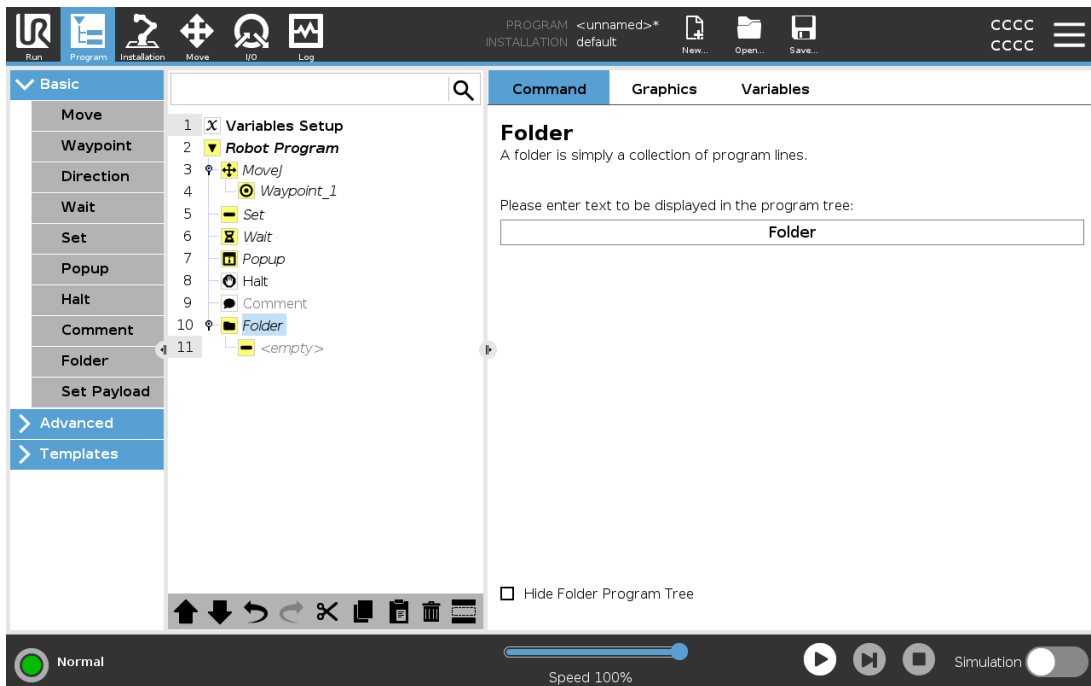 UR
Run
Program
Installation
Move
I/O
Log
PROGRAM <unnamed>*
INSTALLATION default
New...
Open...
Save...
CCCC
CCCC
Basic
Move
Waypoint
Direction
Wait
Set
Popup
Halt
Comment
Folder
Set Payload
Advanced
Templates
1 X Variables Setup
2 Robot Program
3 MoveJ
4 Waypoint_1
5 Set
6 Wait
7 Popup
8 Halt
9 Comment
10 Folder
11 <empty>
Command Graphics Variables
Folder
A folder is simply a collection of program lines.
Please enter text to be displayed in the program tree:
Folder
Hide Folder Program Tree
Normal
Speed 100%
Simulation